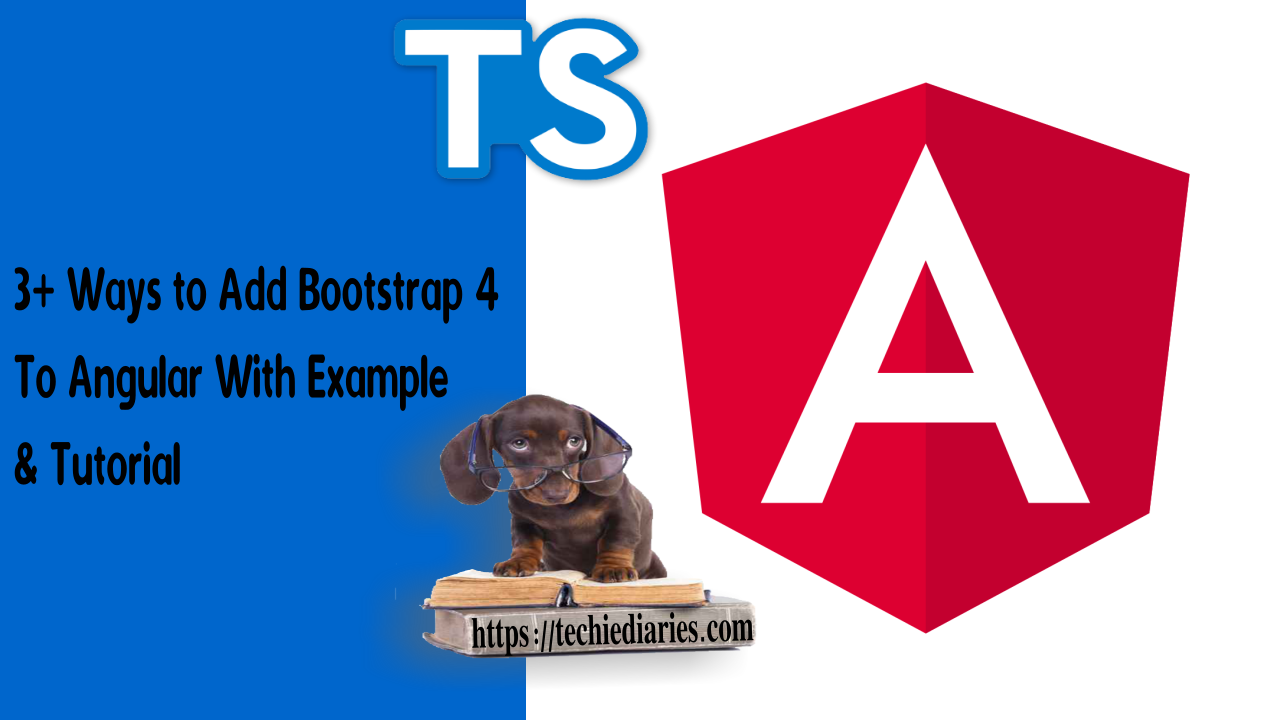 TS
A
3+ Ways to Add Bootstrap 4
To Angular With Example
& Tutorial
https://techiediaries.com